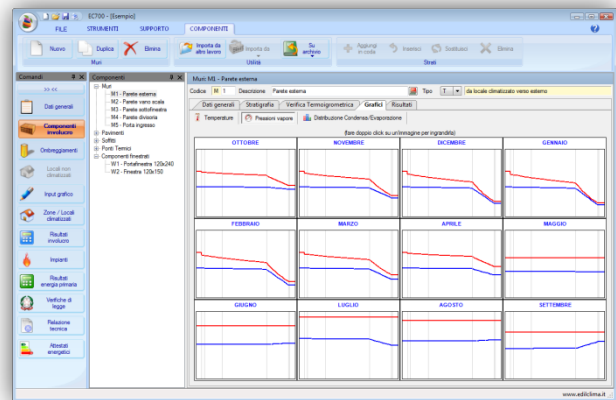 EC700 - [Esempio]
FILE STRUMENTI SUPPORTO COMPONENTI
Nuovo Duplica Elimina Importa da altro lavoro Importa da Su archivio Aggiungi in coda Inserisci Sostituisci Elimina
Muri Utilità Strati
Comandi
Componenti
Muri: M1 - Parete esterna
Codice M 1 Descrizione Parete esterna Tipo T da locale climatizzato verso esterno
Dati generali Stratigrafia Verifica Termoigrometrica Grafici Risultati
Temperature Pressioni vapore Distribuzione Condensa/Evaporazione
(fare doppio click su un'immagine per ingrandirla)
Dati generali
Componenti involucro
Ombreggiamenti
Locali non climatizzati
Input grafico
Zone / Locali climatizzati
Risultati involucro
Impianti
Risultati energia primaria
Verifiche di legge
Relazione tecnica
Attestati energetici
Muri
M1 - Parete esterna
M2 - Parete vano scala
M3 - Parete sottofinestra
M4 - Parete divisoria
M5 - Porta ingresso
Pavimenti
Soffitti
Ponti Termici
Componenti finestrati
W1 - Portafinestra 120x240
W2 - Finestra 120x150
OTTOBRE NOVEMBRE DICEMBRE GENNAIO
FEBBRAIO MARZO APRILE MAGGIO
GIUGNO LUGLIO AGOSTO SETTEMBRE
www.edilclima.it